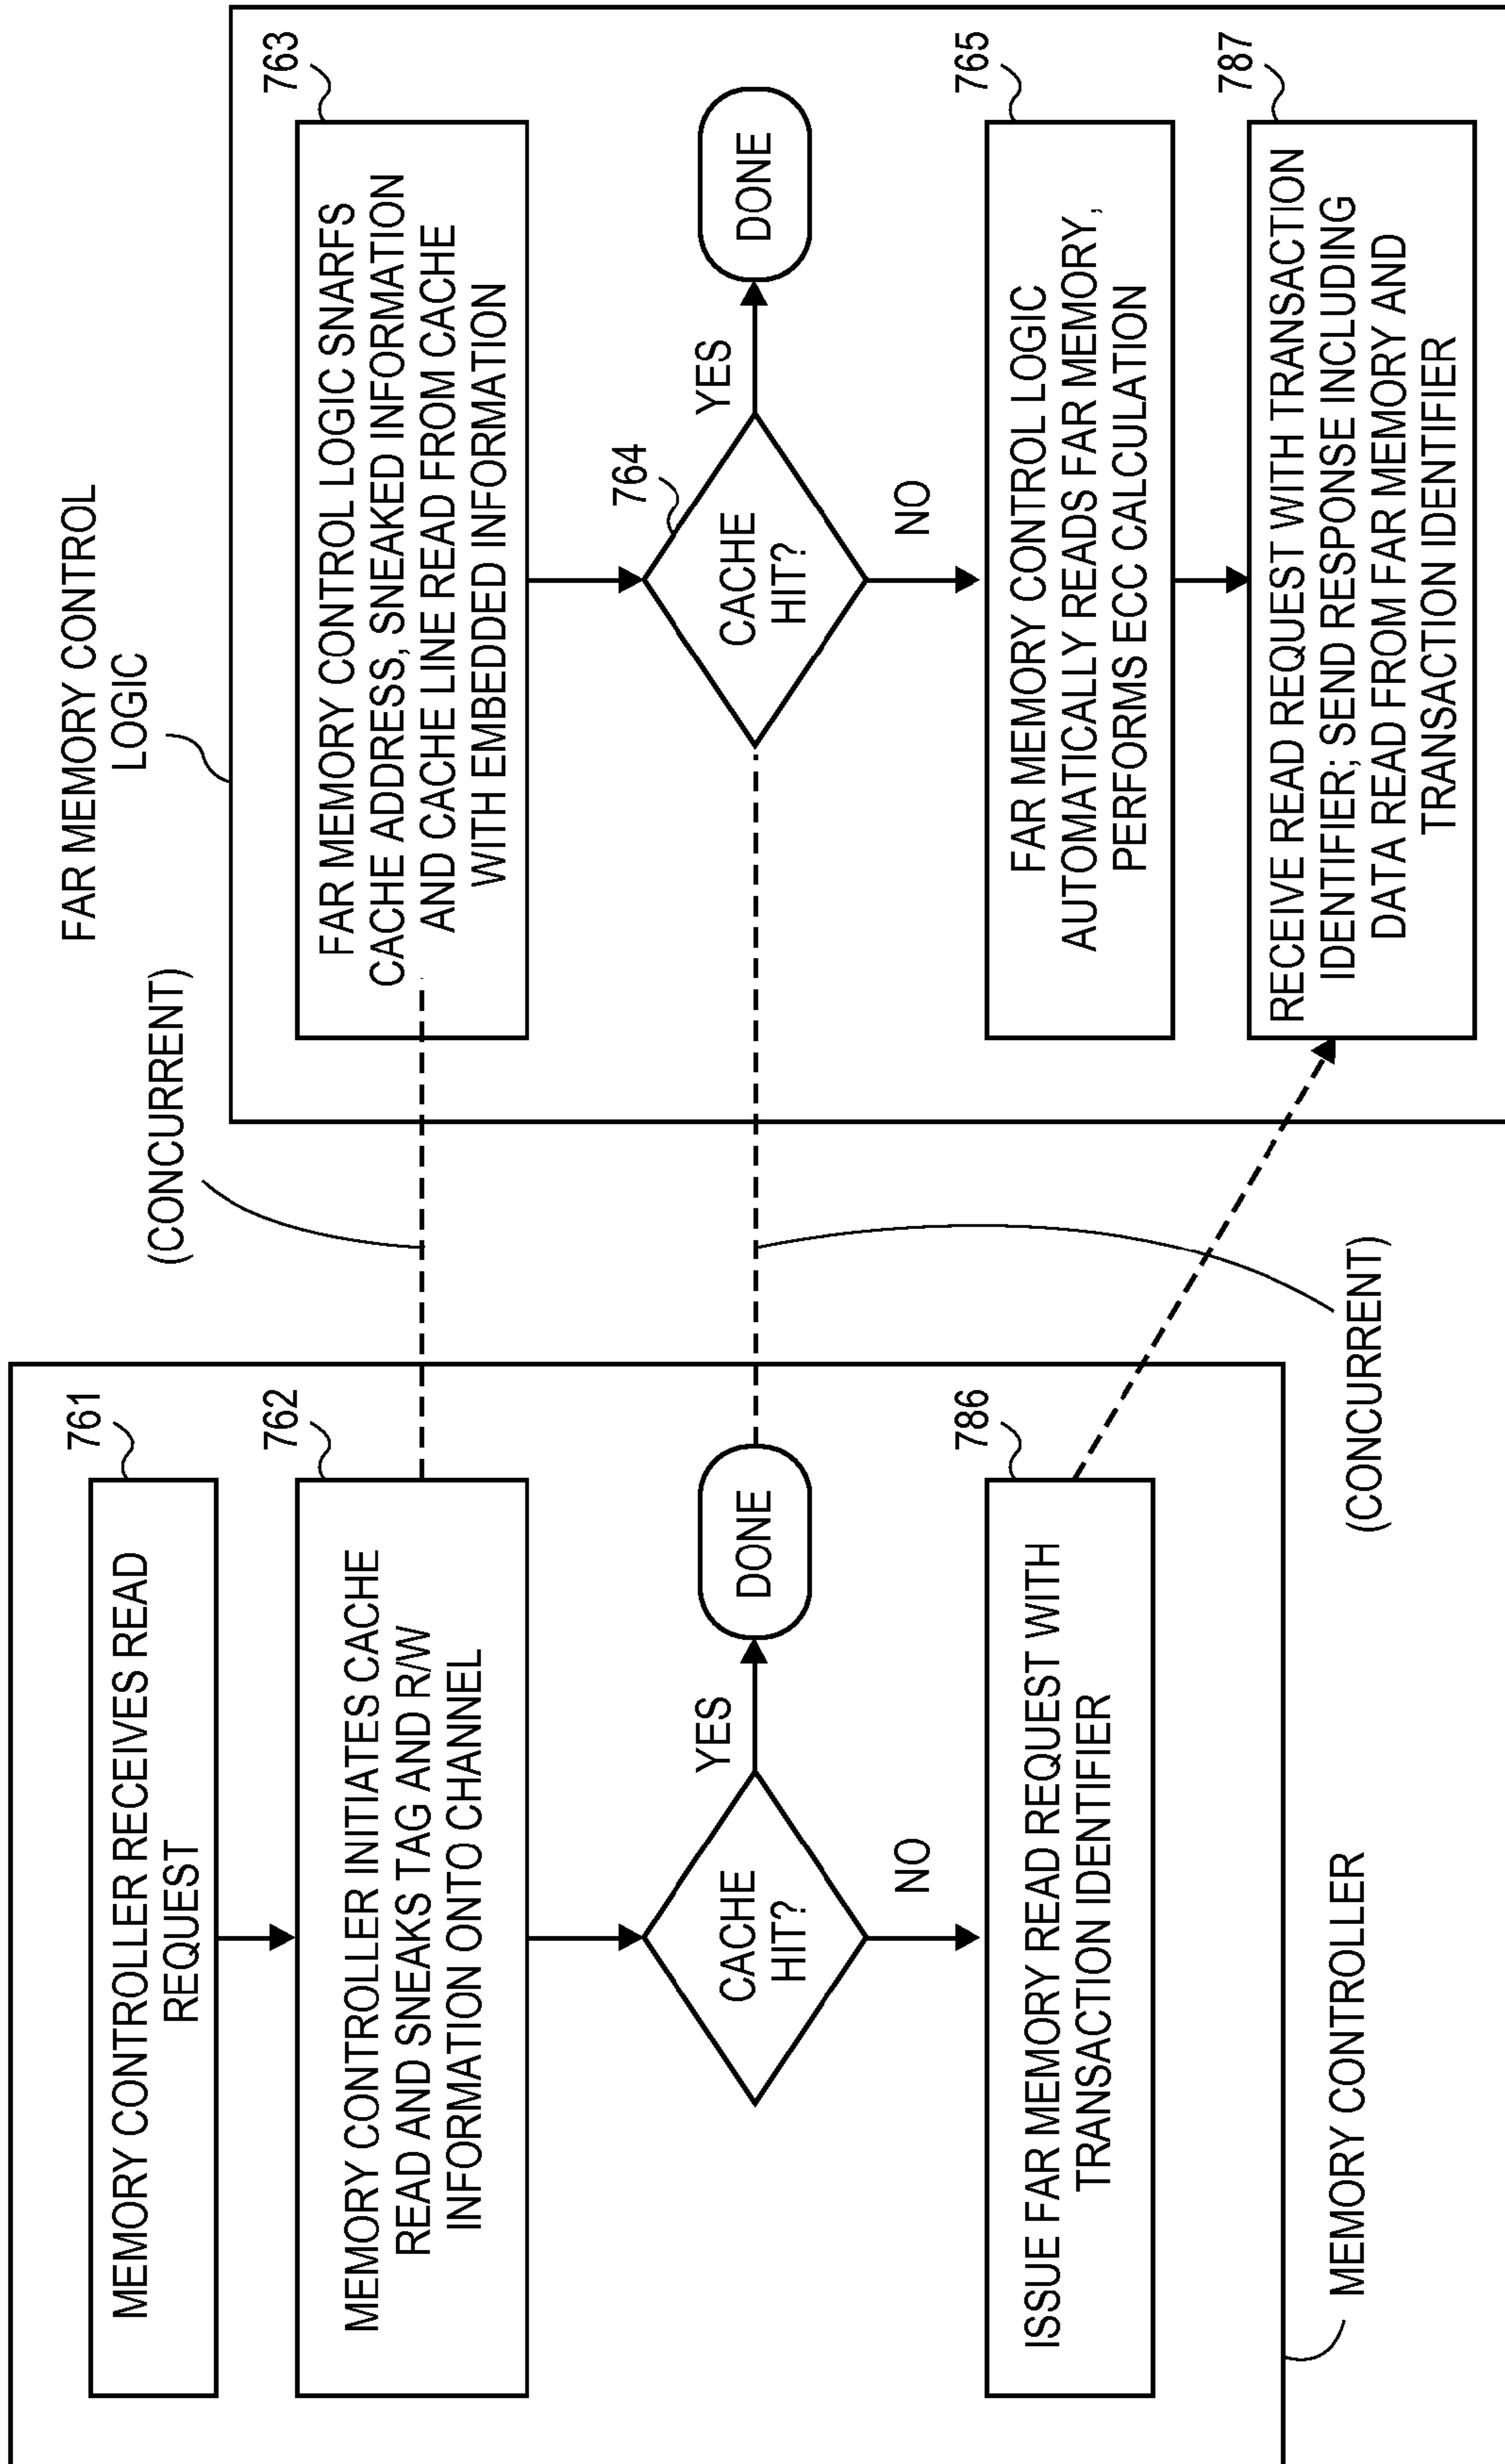 761
MEMORY CONTROLLER RECEIVES READ
REQUEST
762
MEMORY CONTROLLER INITIATES CACHE
READ AND SNEAKS TAG AND R/W
INFORMATION ONTO CHANNEL
CACHE
HIT?
YES
DONE
NO
786
ISSUE FAR MEMORY READ REQUEST WITH
TRANSACTION IDENTIFIER
MEMORY CONTROLLER
(CONCURRENT)
(CONCURRENT)
FAR MEMORY CONTROL
LOGIC
763
FAR MEMORY CONTROL LOGIC SNARFS
CACHE ADDRESS, SNEAKED INFORMATION
AND CACHE LINE READ FROM CACHE
WITH EMBEDDED INFORMATION
764
CACHE
HIT?
YES
DONE
NO
765
FAR MEMORY CONTROL LOGIC
AUTOMATICALLY READS FAR MEMORY,
PERFORMS ECC CALCULATION
787
RECEIVE READ REQUEST WITH TRANSACTION
IDENTIFIER; SEND RESPONSE INCLUDING
DATA READ FROM FAR MEMORY AND
TRANSACTION IDENTIFIER